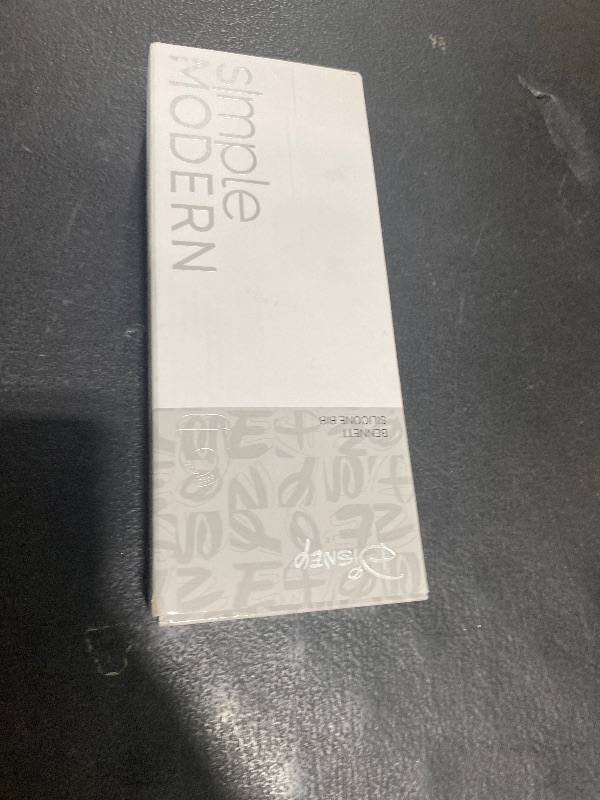 sImple
MODERN
BENNETT
SILICONE BIB
Disney